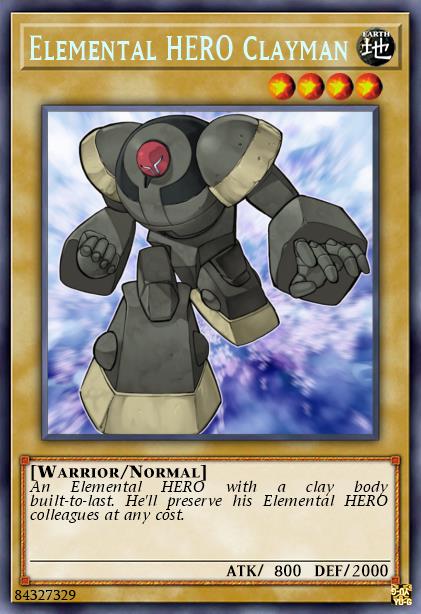 Elemental HERO Clayman
EARTH
地
[Warrior/Normal]
An Elemental HERO with a clay body
built-to-last. He'll preserve his Elemental HERO
colleagues at any cost.
ATK/ 800 DEF/2000
84327329